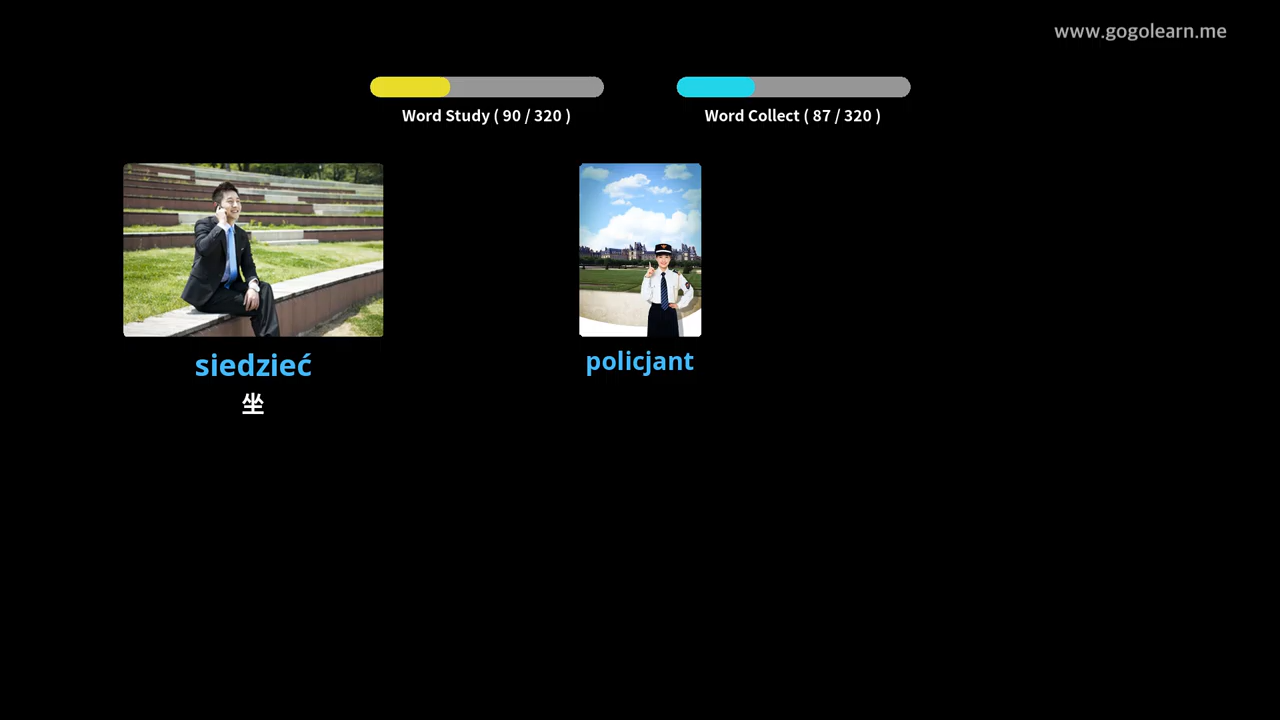 www.gogolearn.me
Word Study ( 90 / 320 )
Word Collect ( 87 / 320 )
siedzieć
坐
policjant